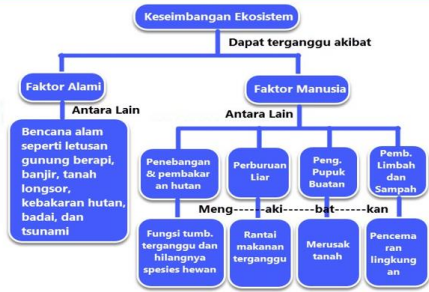 Keseimbangan Ekosistem
Dapat terganggu akibat
Faktor Alami
Faktor Manusia
Antara Lain
Antara Lain
Bencana alam
seperti letusan
gunung berapi,
banjir, tanah
longsor,
kebakaran hutan,
badai, dan
tsunami
Penebangan
& pembakar
an hutan
Perburuan
Liar
Peng.
Pupuk
Buatan
Pemb.
Limbah
dan
Sampah
Meng------aki------bat------kan
Fungsi tumb.
terganggu dan
hilangnya
spesies hewan
Rantai
makanan
terganggu
Merusak
tanah
Pencema
ran
lingkung
an